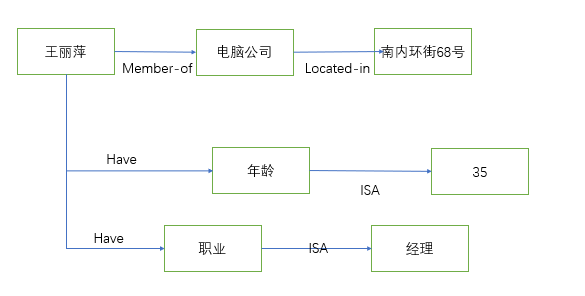 王丽萍
Member-of
电脑公司
Located-in
南内环街68号
Have
年龄
ISA
35
Have
职业
ISA
经理